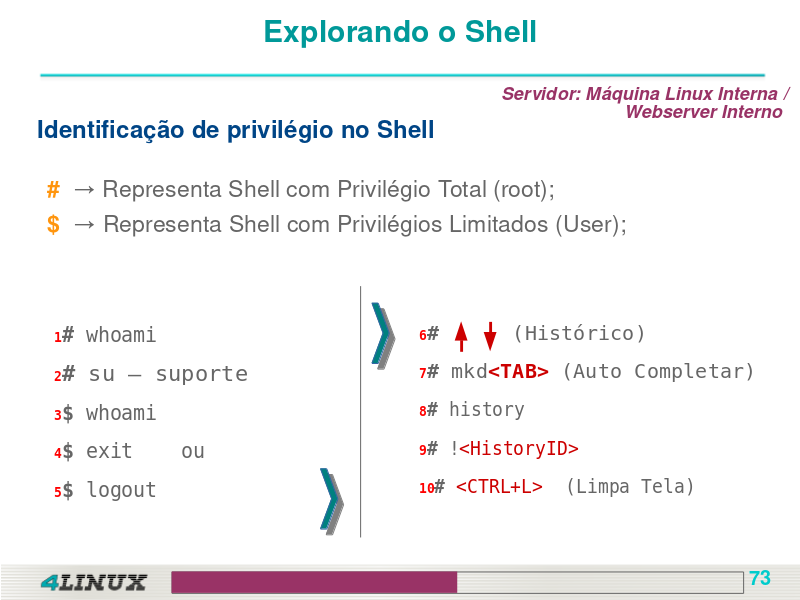 Explorando o Shell
Servidor: Máquina Linux Interna /
Webserver Interno
Identificação de privilégio no Shell
# → Representa Shell com Privilégio Total (root);
$ → Representa Shell com Privilégios Limitados (User);
1# whoami
2# su – suporte
3$ whoami
4$ exit ou
5$ logout
6# (Histórico)
7# mkd<TAB> (Auto Completar)
8# history
9# !<HistoryID>
10# <CTRL+L> (Limpa Tela)
4LINUX
73